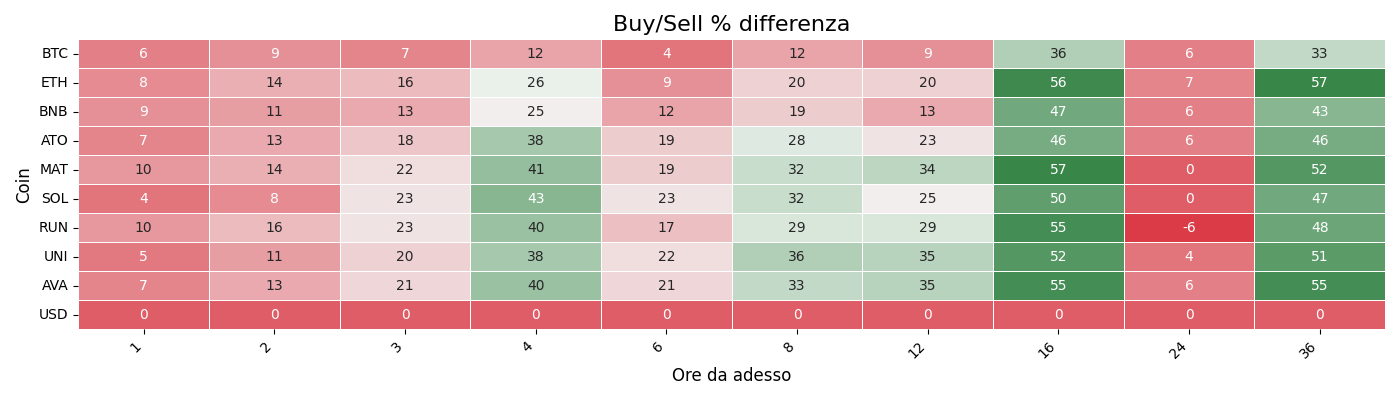 Buy/Sell % differenza
BTC 6 9 7 12 4 12 9 36 6 33
ETH 8 14 16 26 9 20 20 56 7 57
BNB 9 11 13 25 12 19 13 47 6 43
ATO 7 13 18 38 19 28 23 46 6 46
MAT 10 14 22 41 19 32 34 57 0 52
SOL 4 8 23 43 23 32 25 50 0 47
RUN 10 16 23 40 17 29 29 55 -6 48
UNI 5 11 20 38 22 36 35 52 4 51
AVA 7 13 21 40 21 33 35 55 6 55
USD 0 0 0 0 0 0 0 0 0 0
Coin
1 2 3 4 6 8 12 16 24 36
Ore da adesso